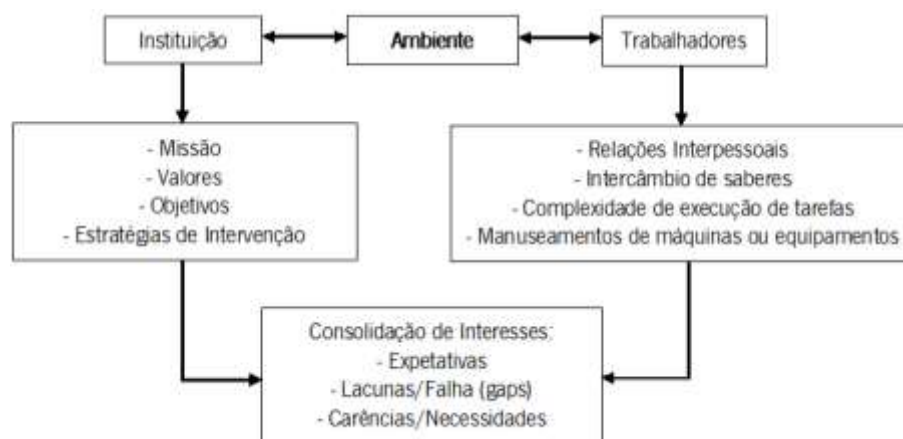 Instituição
Ambiente
Trabalhadores
- Missão
- Valores
- Objetivos
- Estratégias de Intervenção
- Relações Interpessoais
- Intercâmbio de saberes
- Complexidade de execução de tarefas
- Manuseamentos de máquinas ou equipamentos
Consolidação de Interesses:
- Expetativas
- Lacunas/Falha (gaps)
- Carências/Necessidades